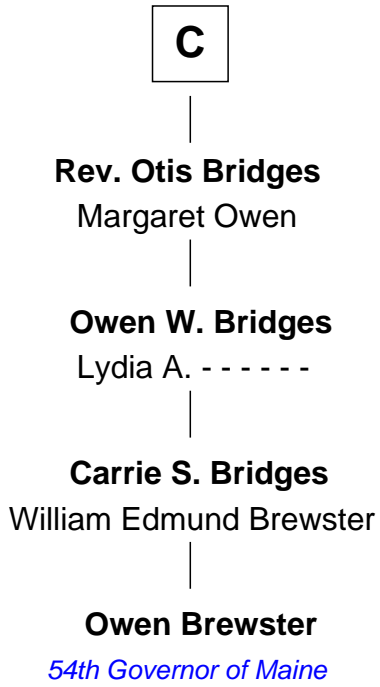 C
Rev. Otis Bridges
Margaret Owen
Owen W. Bridges
Lydia A. - - - - - -
Carrie S. Bridges
William Edmund Brewster
Owen Brewster
54th Governor of Maine